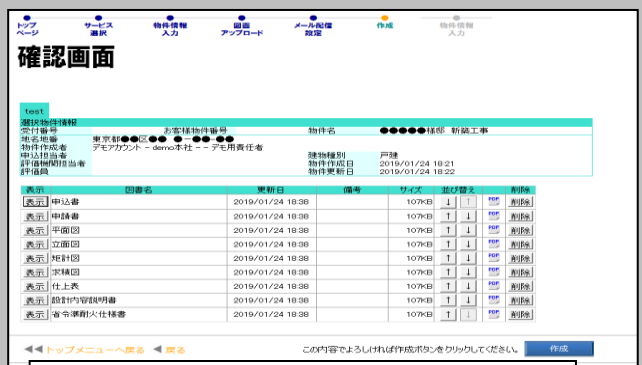 トップページ サービス選択 物件情報入力 図面アップロード メール配信設定 作成 物件情報入力
確認画面
test
選択物件情報
受付番号 お客様物件番号 物件名 ●●●●●様邸 新築工事
地名地番 東京都●●区●● ●-●●-●●
物件作成者 デモアカウント - demo本社 - - デモ用責任者
申込担当者 建物種別 戸建
評価機関担当者 物件作成日 2019/01/24 18:21
評価員 物件更新日 2019/01/24 18:22
表示 図書名 更新日 備考 サイズ 並び替え 削除
表示 申込書 2019/01/24 18:38 107KB ↓ ↑ PDF 削除
表示 申請書 2019/01/24 18:38 107KB ↑ ↓ PDF 削除
表示 平面図 2019/01/24 18:38 107KB ↑ ↓ PDF 削除
表示 立面図 2019/01/24 18:38 107KB ↑ ↓ PDF 削除
表示 矩計図 2019/01/24 18:38 107KB ↑ ↓ PDF 削除
表示 求積図 2019/01/24 18:38 107KB ↑ ↓ PDF 削除
表示 仕上表 2019/01/24 18:38 107KB ↑ ↓ PDF 削除
表示 設計内容説明書 2019/01/24 18:38 107KB ↑ ↓ PDF 削除
表示 省令準耐火仕様書 2019/01/24 18:38 107KB ↑ ↓ PDF 削除
◀◀ トップメニューへ戻る ◀ 戻る この内容でよろしければ作成ボタンをクリックしてください。 作成